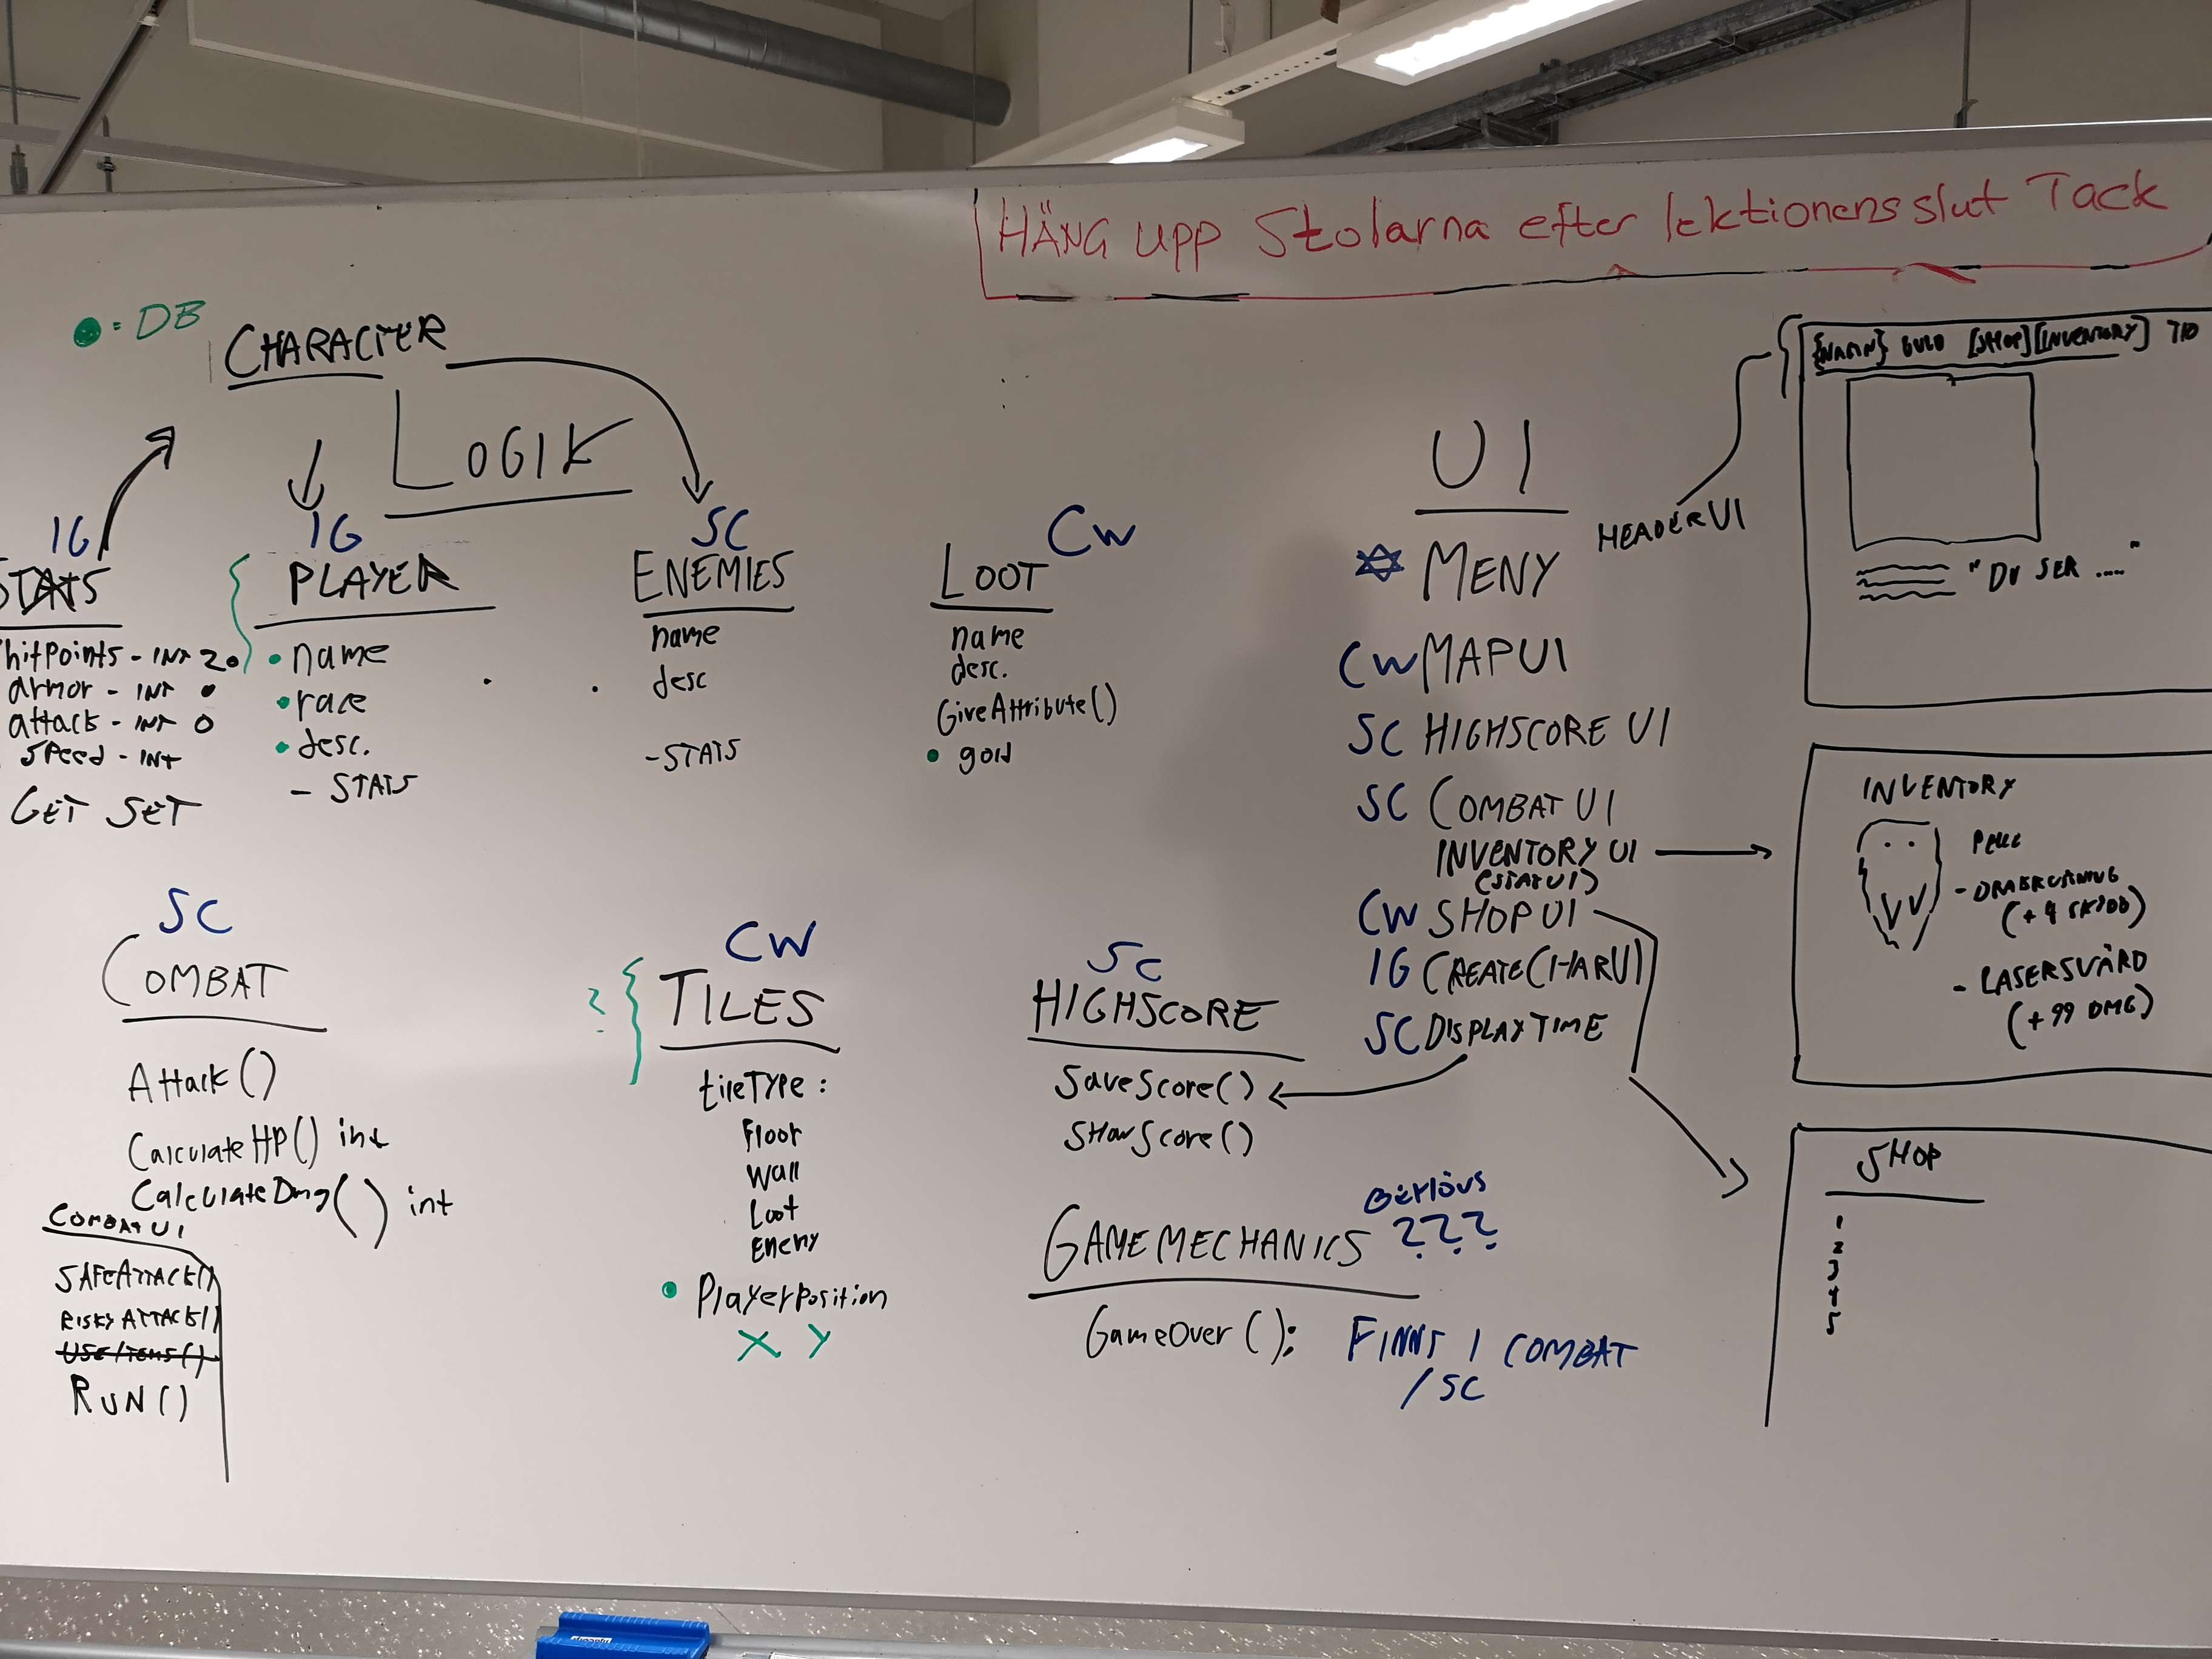 HÄNG UPP Stolarna efter lektionens slut Tack
= DB
CHARACTER
LOGIK
IG
STATS
hitPoints - INT 20
armor - INT
attack - INT 0
speed - INT
GET SET
IG
PLAYER
name
race
desc.
- STATS
SC
ENEMIES
name
desc
- STATS
CW
LOOT
name
desc.
GiveAttribute()
gold
SC
COMBAT
Attack()
CalculateHP() int
CalculateDmg() int
COMBAT UI
SAFEATTACK()
RISKY ATTACK()
USE ITEMS()
RUN()
CW
?
TILES
tileType:
Floor
Wall
Loot
Enemy
PlayerPosition
X Y
SC
HIGHSCORE
SaveScore()
ShowScore()
GAMEMECHANICS
???
GameOver();
FINNS I COMBAT
/SC
UI
MENY
CW MAPUI
SC HIGHSCORE UI
SC COMBAT UI
INVENTORY UI
(STATUI)
CW SHOP UI
IG CREATECHARUI
SC DISPLAYTIME
HEADERUI
{NAMN} GULD [SHOP] [INVENTORY] TID
"DU SER ....."
INVENTORY
PELLE
(+4 SKYDD)
- LASERSVÄRD
(+99 DMG)
SHOP
1
2
3
4
5